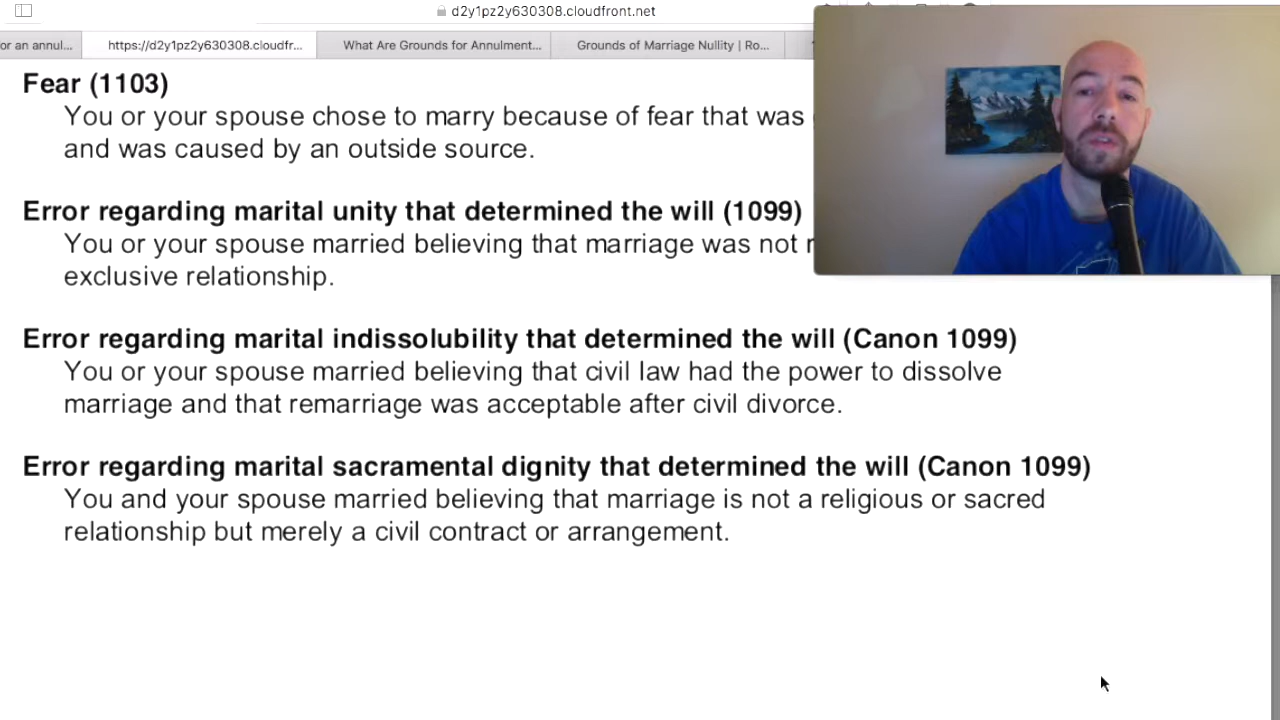 d2y1pz2y630308.cloudfront.net
or an annul...
https://d2y1pz2y630308.cloudfr...
What Are Grounds for Annulment...
Grounds of Marriage Nullity | Ro...
Fear (1103)
You or your spouse chose to marry because of fear that was
and was caused by an outside source.
Error regarding marital unity that determined the will (1099)
You or your spouse married believing that marriage was not
exclusive relationship.
Error regarding marital indissolubility that determined the will (Canon 1099)
You or your spouse married believing that civil law had the power to dissolve
marriage and that remarriage was acceptable after civil divorce.
Error regarding marital sacramental dignity that determined the will (Canon 1099)
You and your spouse married believing that marriage is not a religious or sacred
relationship but merely a civil contract or arrangement.